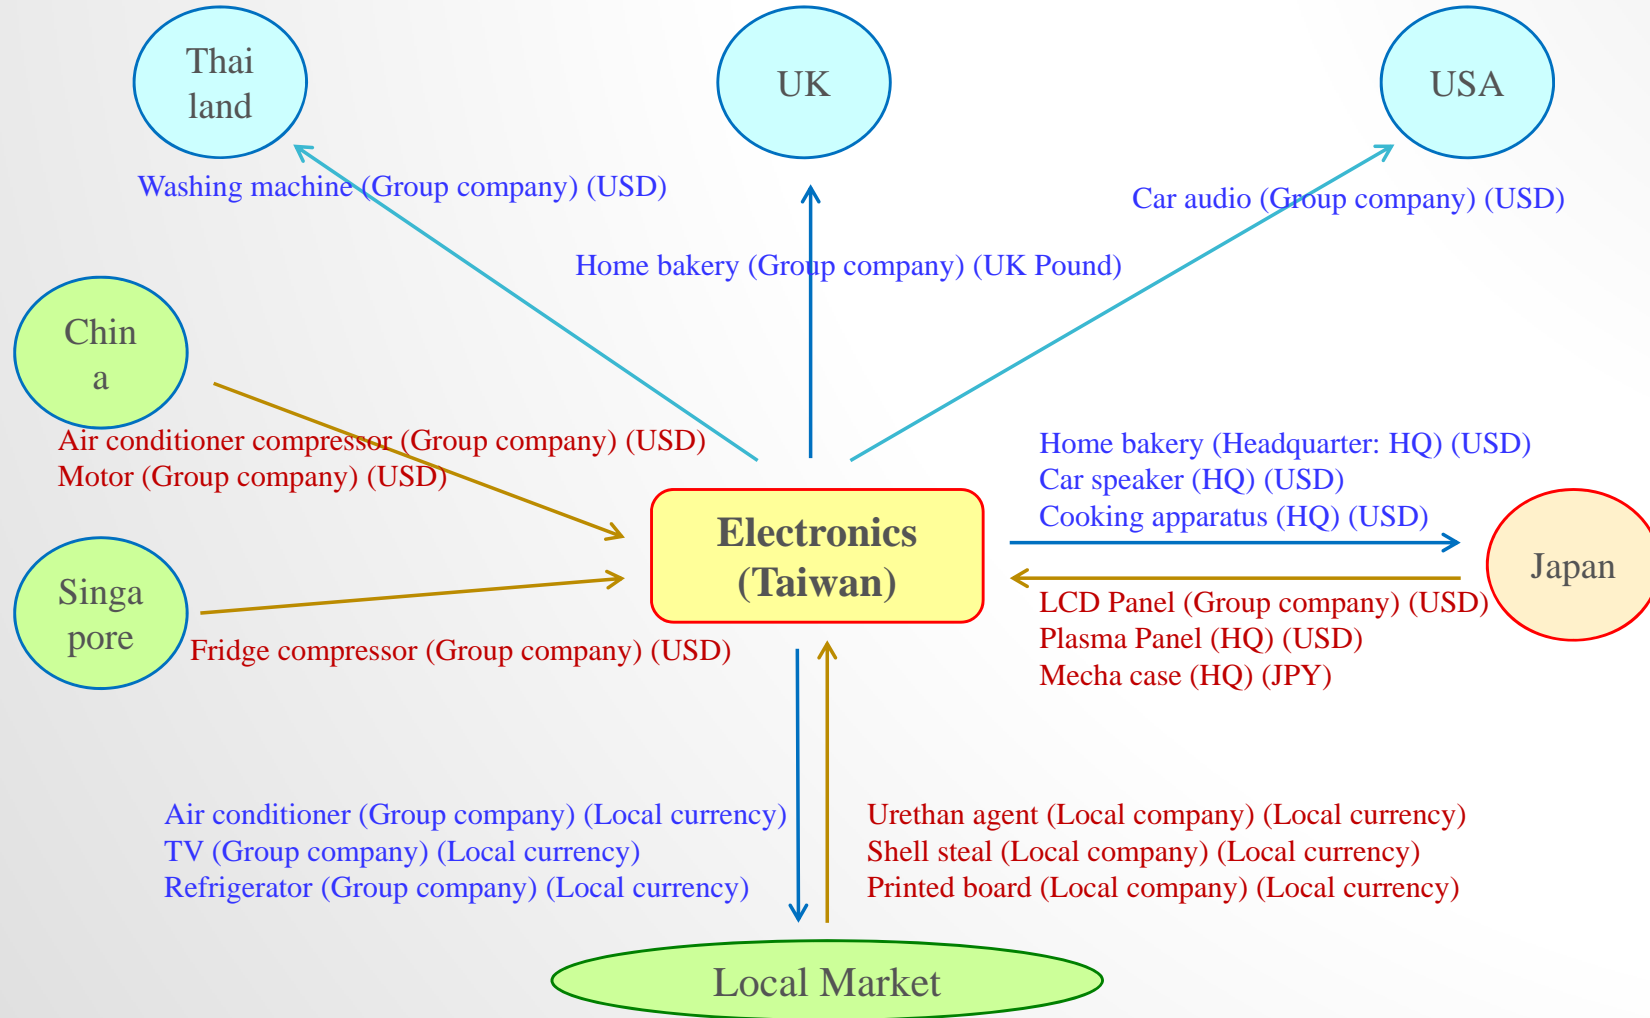 Thai
land
UK
USA
Washing machine (Group company) (USD)
Car audio (Group company) (USD)
Home bakery (Group company) (UK Pound)
Chin
a
Air conditioner compressor (Group company) (USD)
Motor (Group company) (USD)
Home bakery (Headquarter: HQ) (USD)
Car speaker (HQ) (USD)
Cooking apparatus (HQ) (USD)
Electronics
(Taiwan)
Japan
Singa
pore
LCD Panel (Group company) (USD)
Plasma Panel (HQ) (USD)
Mecha case (HQ) (JPY)
Fridge compressor (Group company) (USD)
Air conditioner (Group company) (Local currency)
TV (Group company) (Local currency)
Refrigerator (Group company) (Local currency)
Urethan agent (Local company) (Local currency)
Shell steal (Local company) (Local currency)
Printed board (Local company) (Local currency)
Local Market